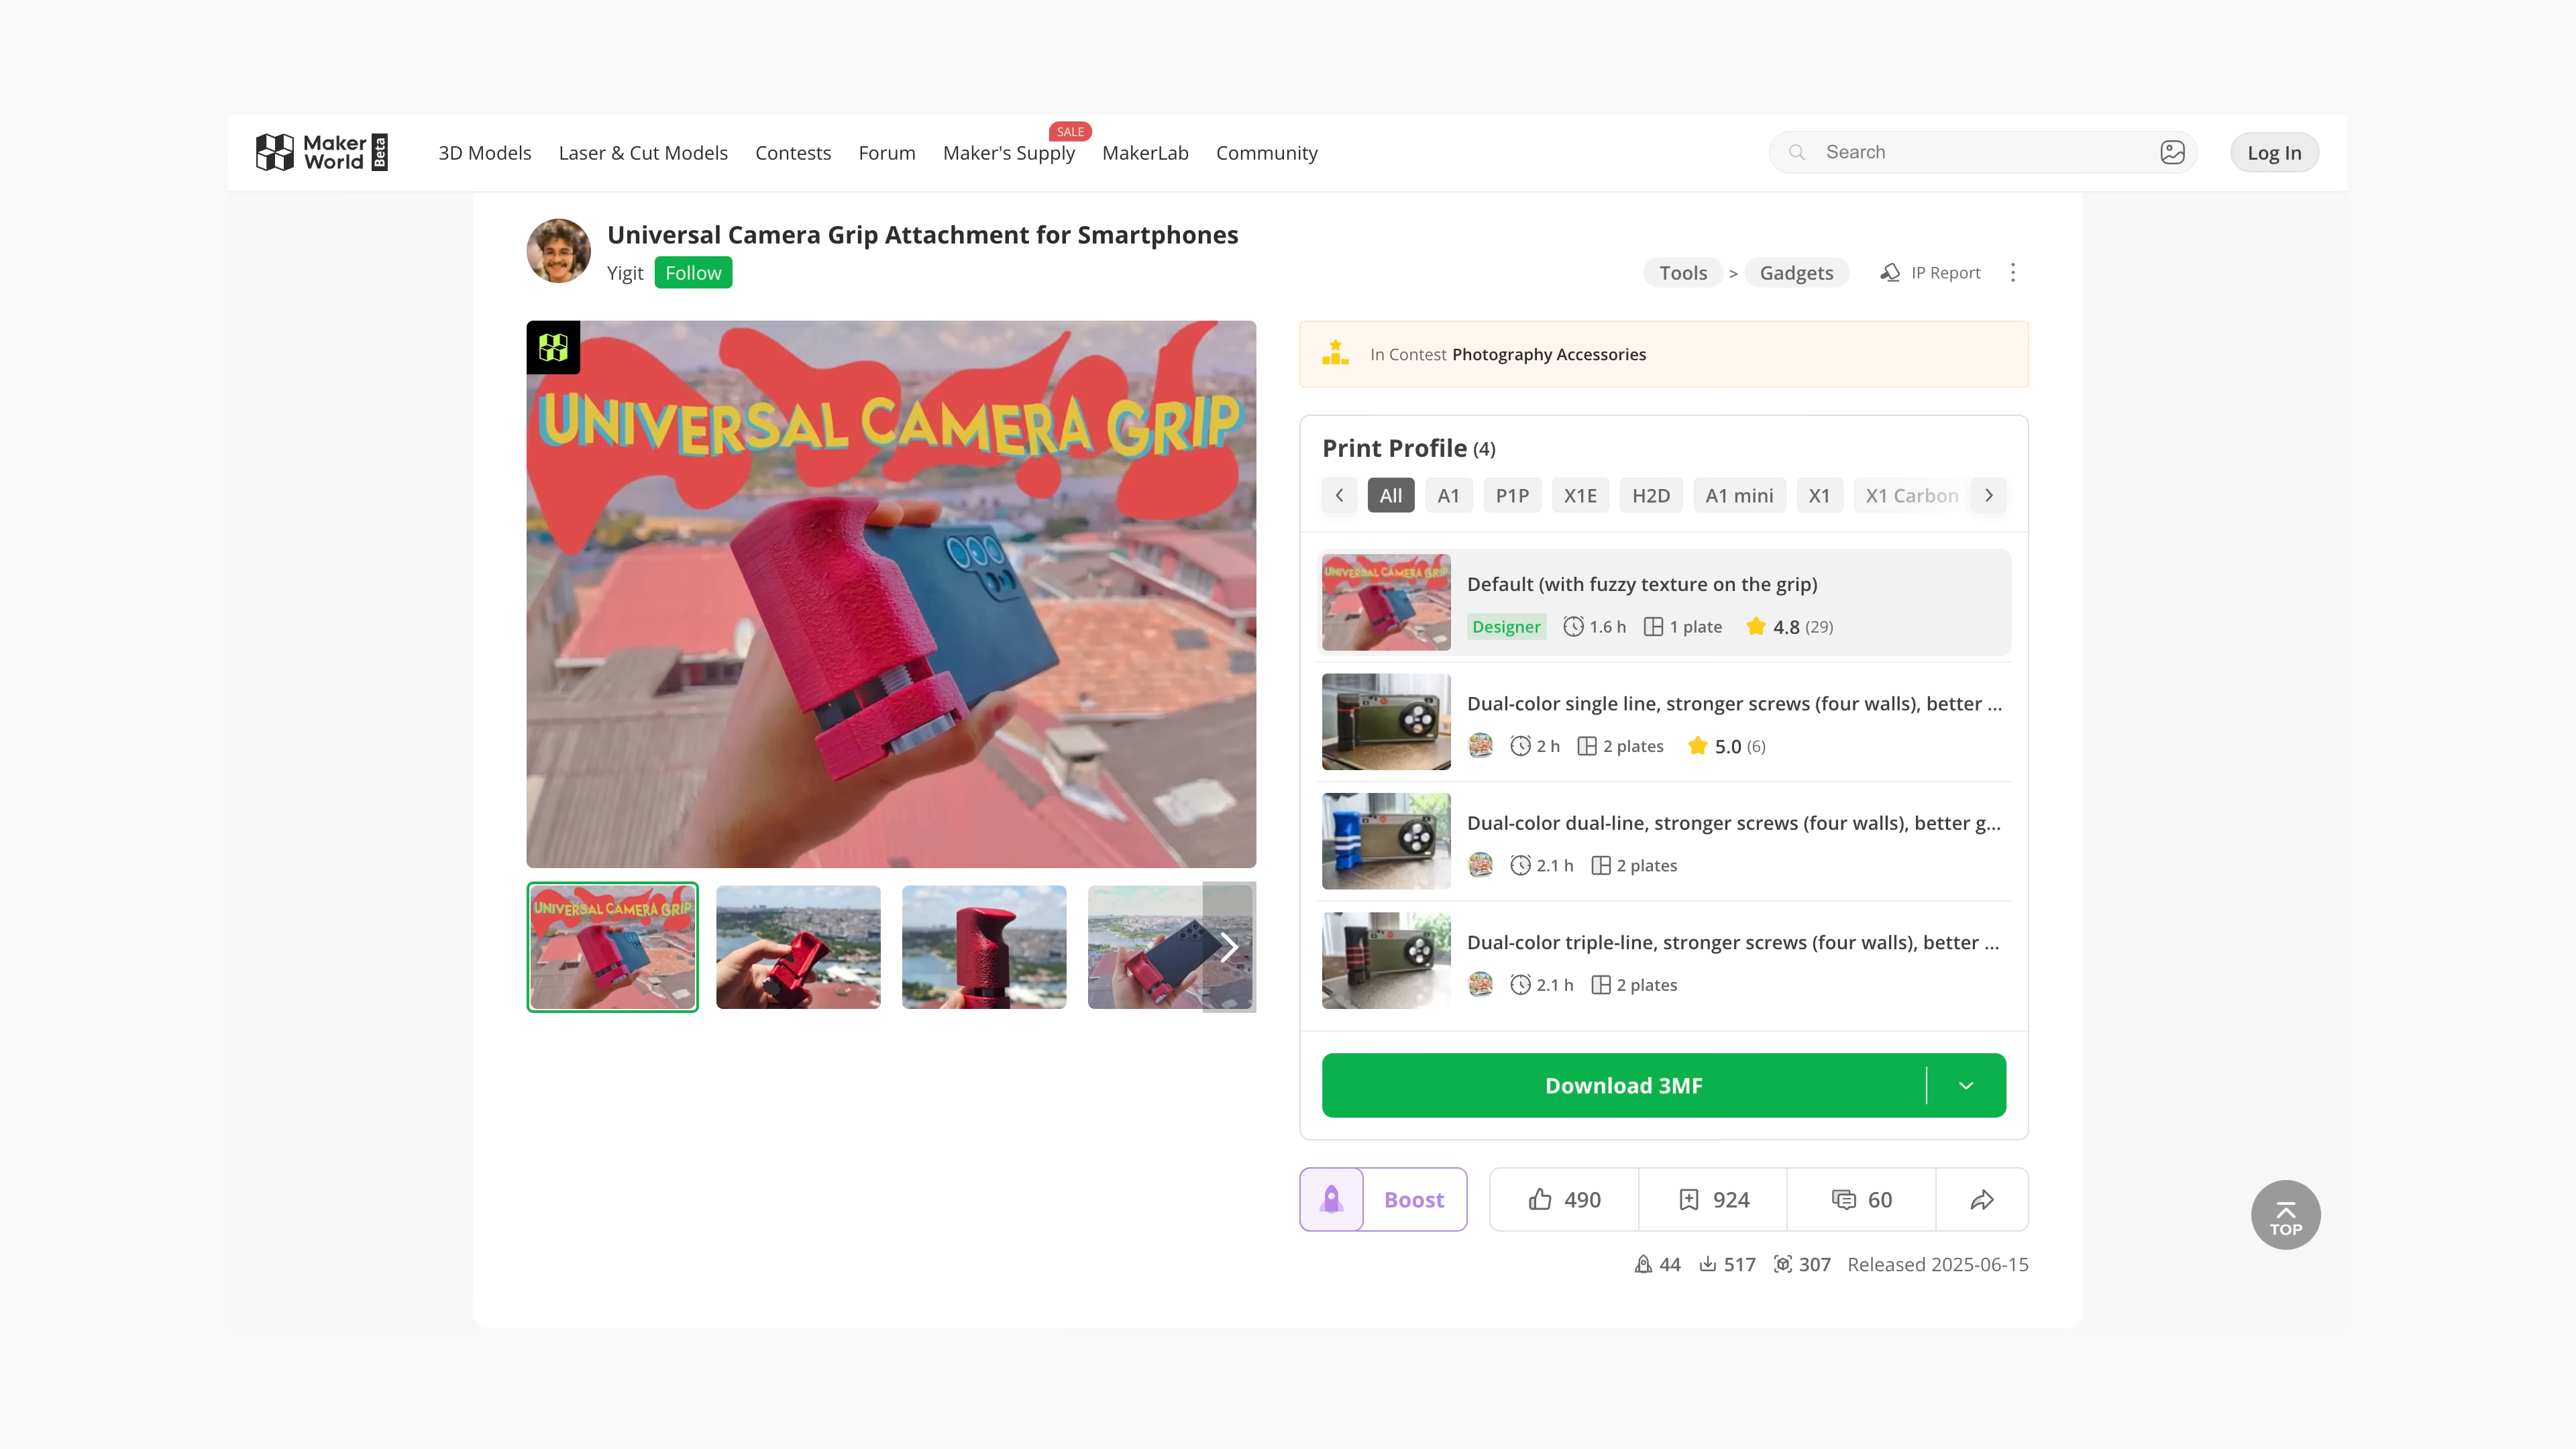 Maker World Beta
3D Models
Laser & Cut Models
Contests
Forum
Maker's Supply
SALE
MakerLab
Community
Search
Log In
Universal Camera Grip Attachment for Smartphones
Yigit
Follow
Tools > Gadgets
IP Report
UNIVERSAL CAMERA GRIP
UNIVERSAL CAMERA GRIP
In Contest Photography Accessories
Print Profile (4)
All
A1
P1P
X1E
H2D
A1 mini
X1
X1 Carbon
UNIVERSAL CAMERA GRIP
Default (with fuzzy texture on the grip)
Designer 1.6 h 1 plate 4.8 (29)
Dual-color single line, stronger screws (four walls), better ...
2 h 2 plates 5.0 (6)
Dual-color dual-line, stronger screws (four walls), better g...
2.1 h 2 plates
Dual-color triple-line, stronger screws (four walls), better ...
2.1 h 2 plates
Download 3MF
Boost
490
924
60
44 517 307 Released 2025-06-15
TOP